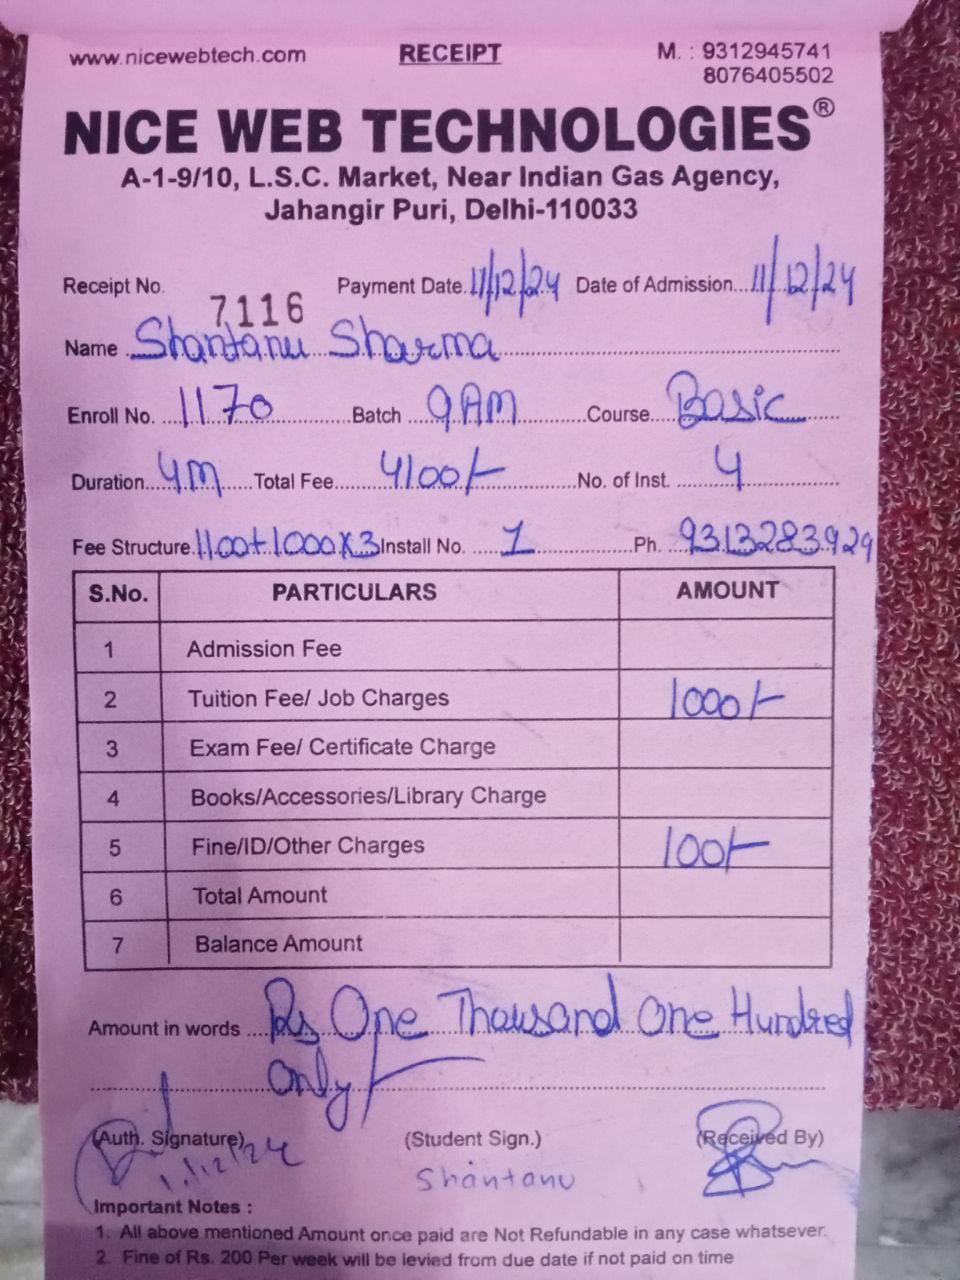 www.nicewebtech.com RECEIPT M. : 9312945741
8076405502
NICE WEB TECHNOLOGIES®
A-1-9/10, L.S.C. Market, Near Indian Gas Agency,
Jahangir Puri, Delhi-110033
Receipt No. 7116 Payment Date. 11/12/24 Date of Admission... 11/12/24
Name Shantanu Sharma
Enroll No. 1170 Batch 9AM Course Basic
Duration 4M Total Fee 4100/- No. of Inst. 4
Fee Structure 1100+1000x3 Install No. 1 Ph. 9313283929
S.No. PARTICULARS AMOUNT
1 Admission Fee
2 Tuition Fee/ Job Charges 1000/-
3 Exam Fee/ Certificate Charge
4 Books/Accessories/Library Charge
5 Fine/ID/Other Charges 100/-
6 Total Amount
7 Balance Amount
Amount in words Rs One Thousand One Hundred
Only/-
(Auth. Signature) (Student Sign.) (Received By)
11/12/24 Shantanu
Important Notes :
1. All above mentioned Amount once paid are Not Refundable in any case whatsever.
2. Fine of Rs. 200 Per week will be levied from due date if not paid on time